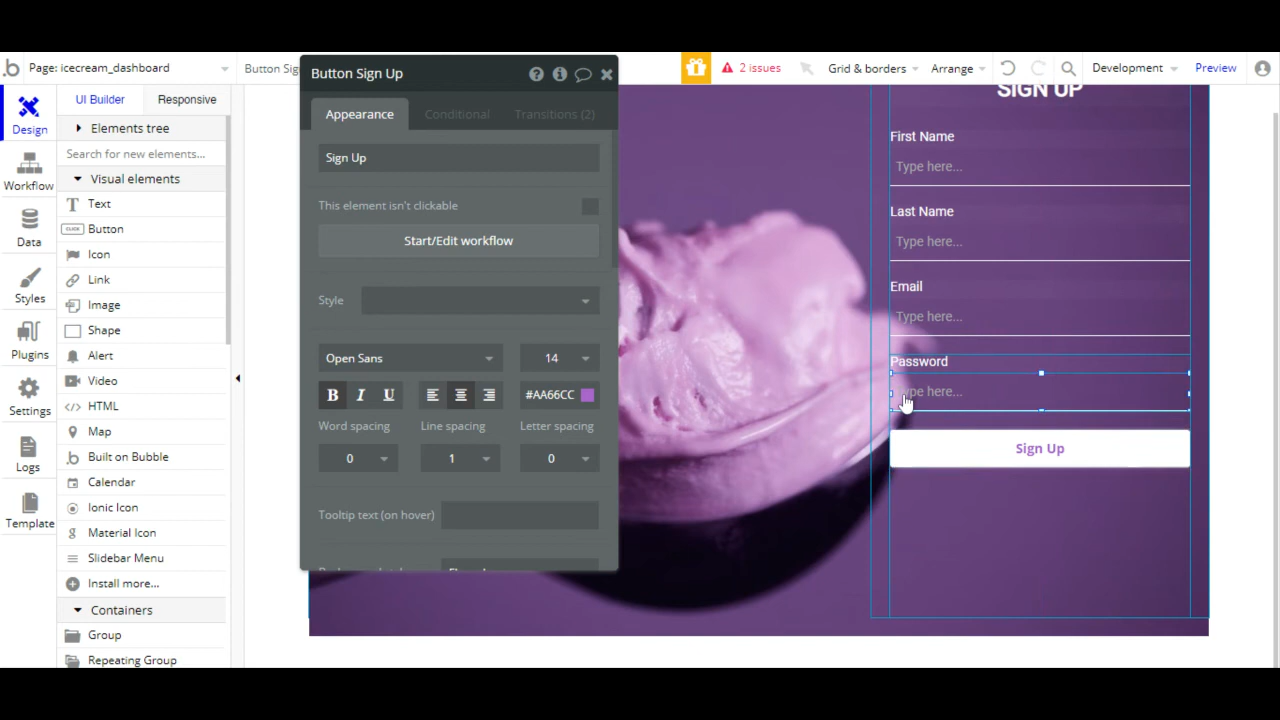 Page: icecream_dashboard
Button Sig
2 issues
Grid & borders
Arrange
Development
Preview
Design
Workflow
Data
Styles
Plugins
Settings
Logs
Template
UI Builder
Responsive
Elements tree
Search for new elements...
Visual elements
Text
CLICK
Button
Icon
Link
Image
Shape
Alert
Video
</> HTML
Map
Built on Bubble
Calendar
Ionic Icon
Material Icon
Slidebar Menu
Install more...
Containers
Group
Repeating Group
Button Sign Up
Appearance
Conditional
Transitions (2)
Sign Up
This element isn't clickable
Start/Edit workflow
Style
Open Sans
14
B I U
#AA66CC
Word spacing
Line spacing
Letter spacing
0
1
0
Tooltip text (on hover)
SIGN UP
First Name
Type here...
Last Name
Type here...
Email
Type here...
Password
ype here...
Sign Up